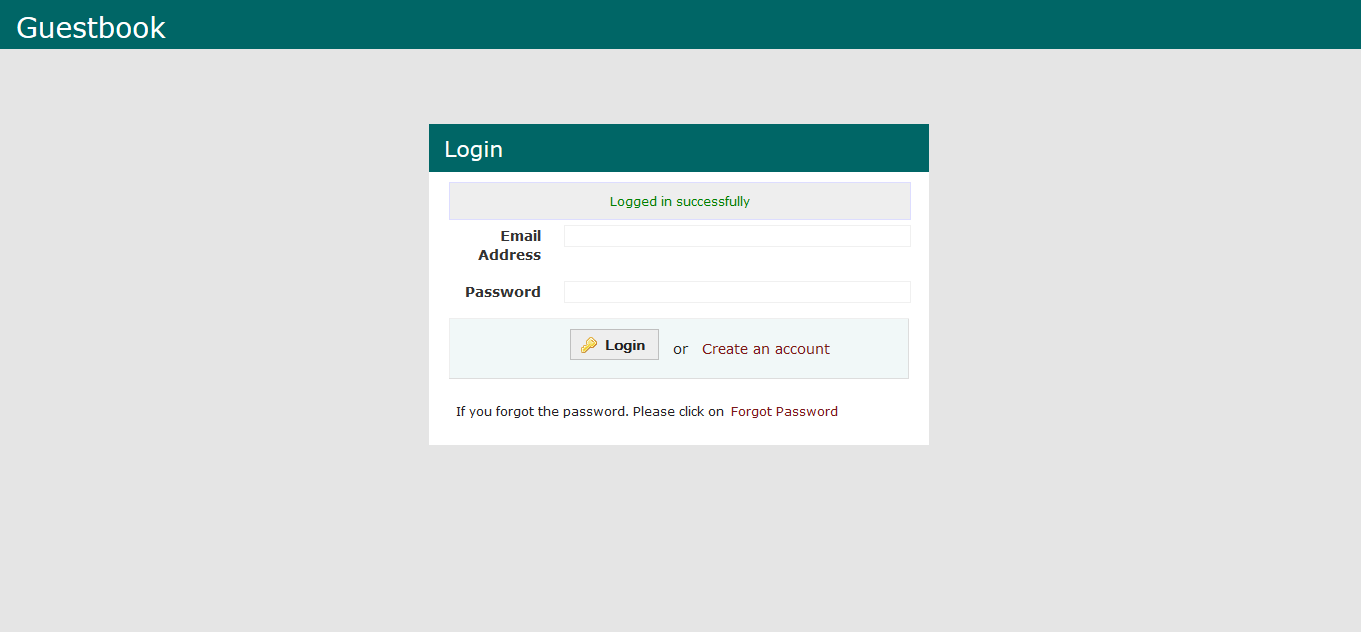 Guestbook
Login
Logged in successfully
Email
Address
Password
Login or Create an account
If you forgot the password. Please click on Forgot Password